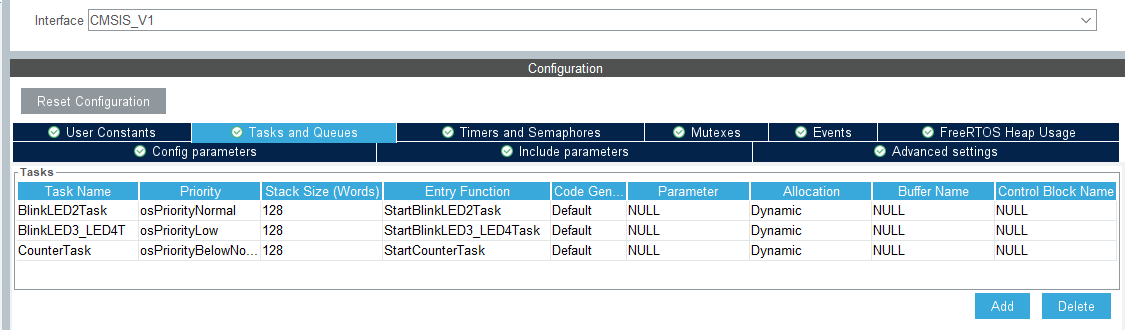 Interface CMSIS_V1
Configuration
Reset Configuration
User Constants Tasks and Queues Timers and Semaphores Mutexes Events FreeRTOS Heap Usage
Config parameters Include parameters Advanced settings
Tasks
Task Name Priority Stack Size (Words) Entry Function Code Gen... Parameter Allocation Buffer Name Control Block Name
BlinkLED2Task osPriorityNormal 128 StartBlinkLED2Task Default NULL Dynamic NULL NULL
BlinkLED3_LED4T osPriorityLow 128 StartBlinkLED3_LED4Task Default NULL Dynamic NULL NULL
CounterTask osPriorityBelowNo... 128 StartCounterTask Default NULL Dynamic NULL NULL
Add Delete